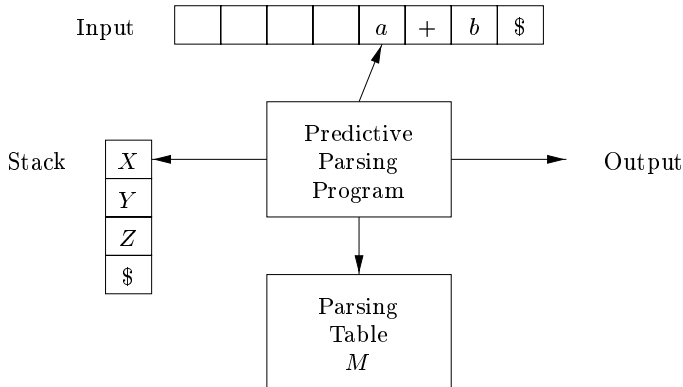 Input a + b $
Predictive
Parsing
Program
Stack X
Y
Z
$
Output
Parsing
Table
M